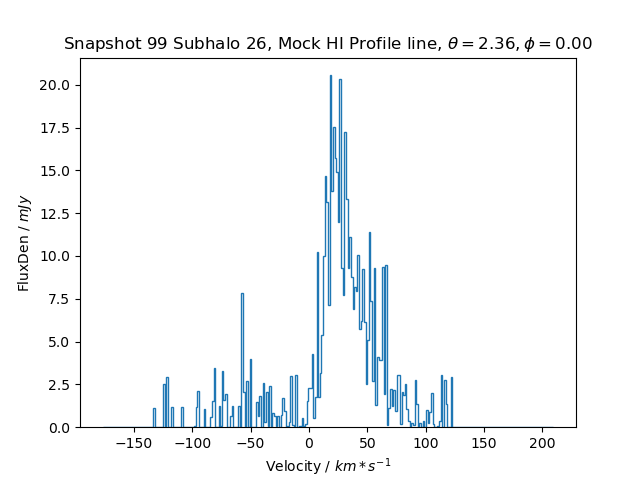 Snapshot 99 Subhalo 26, Mock HI Profile line, θ = 2.36, ϕ = 0.00
20.0
17.5
15.0
12.5
10.0
7.5
5.0
2.5
0.0
FluxDen / mJy
−150 −100 −50 0 50 100 150 200
Velocity / km * s⁻¹